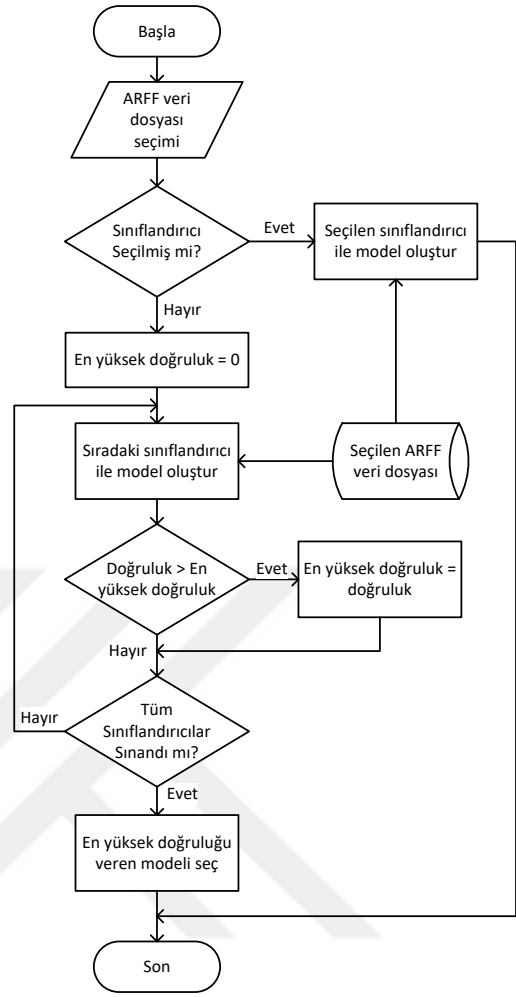 Başla
ARFF veri
dosyası
seçimi
Sınıflandırıcı
Seçilmiş mi?
Evet
Seçilen sınıflandırıcı
ile model oluştur
Hayır
En yüksek doğruluk = 0
Sıradaki sınıflandırıcı
ile model oluştur
Seçilen ARFF
veri dosyası
Doğruluk > En
yüksek doğruluk
Evet
En yüksek doğruluk =
doğruluk
Hayır
Tüm
Sınıflandırıcılar
Sınandı mı?
Hayır
Evet
En yüksek doğruluğu
veren modeli seç
Son